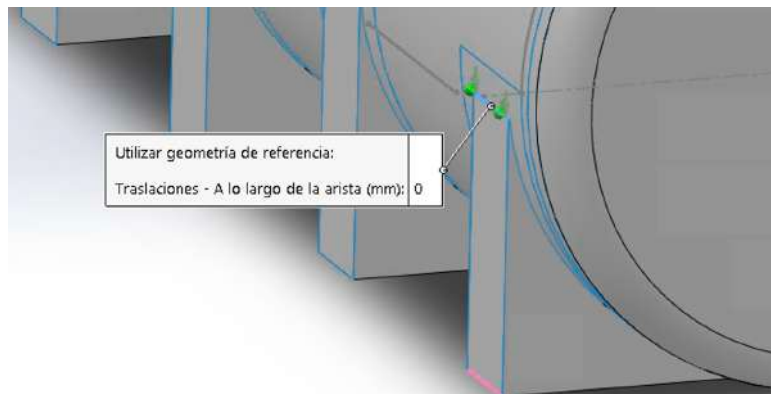 Utilizar geometría de referencia:
Traslaciones - A lo largo de la arista (mm): 0